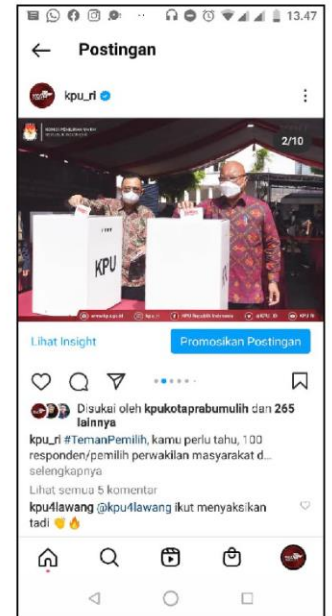 13.47
Postingan
kpu_ri
2/10
KPU
KPU Republik Indonesia
Lihat Insight
Promosikan Postingan
Disukai oleh kpukotaprabumulih dan 265
lainnya
kpu_ri #TemanPemilih, kamu perlu tahu, 100
responden/pemilih perwakilan masyarakat d...
selengkapnya
Lihat semua 5 komentar
kpu4lawang @kpu4lawang ikut menyaksikan
tadi